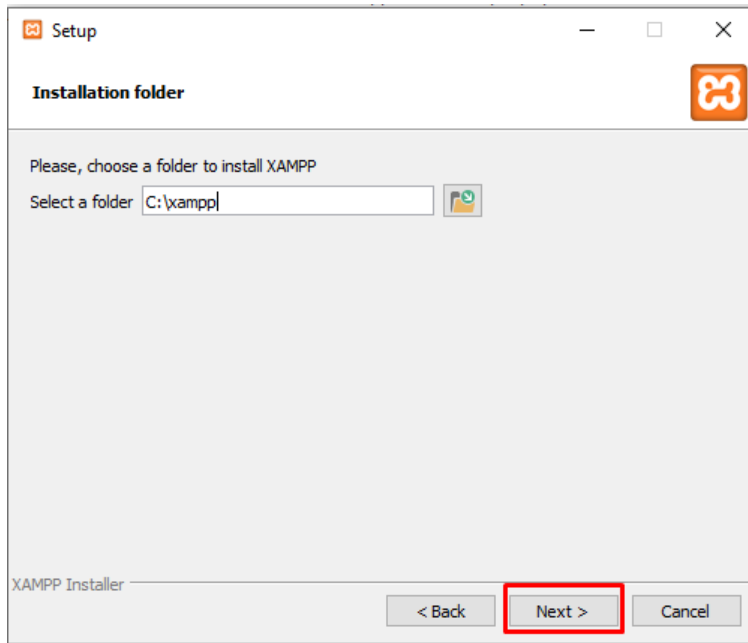 Setup
Installation folder
Please, choose a folder to install XAMPP
Select a folder C:\xampp
XAMPP Installer
< Back Next > Cancel